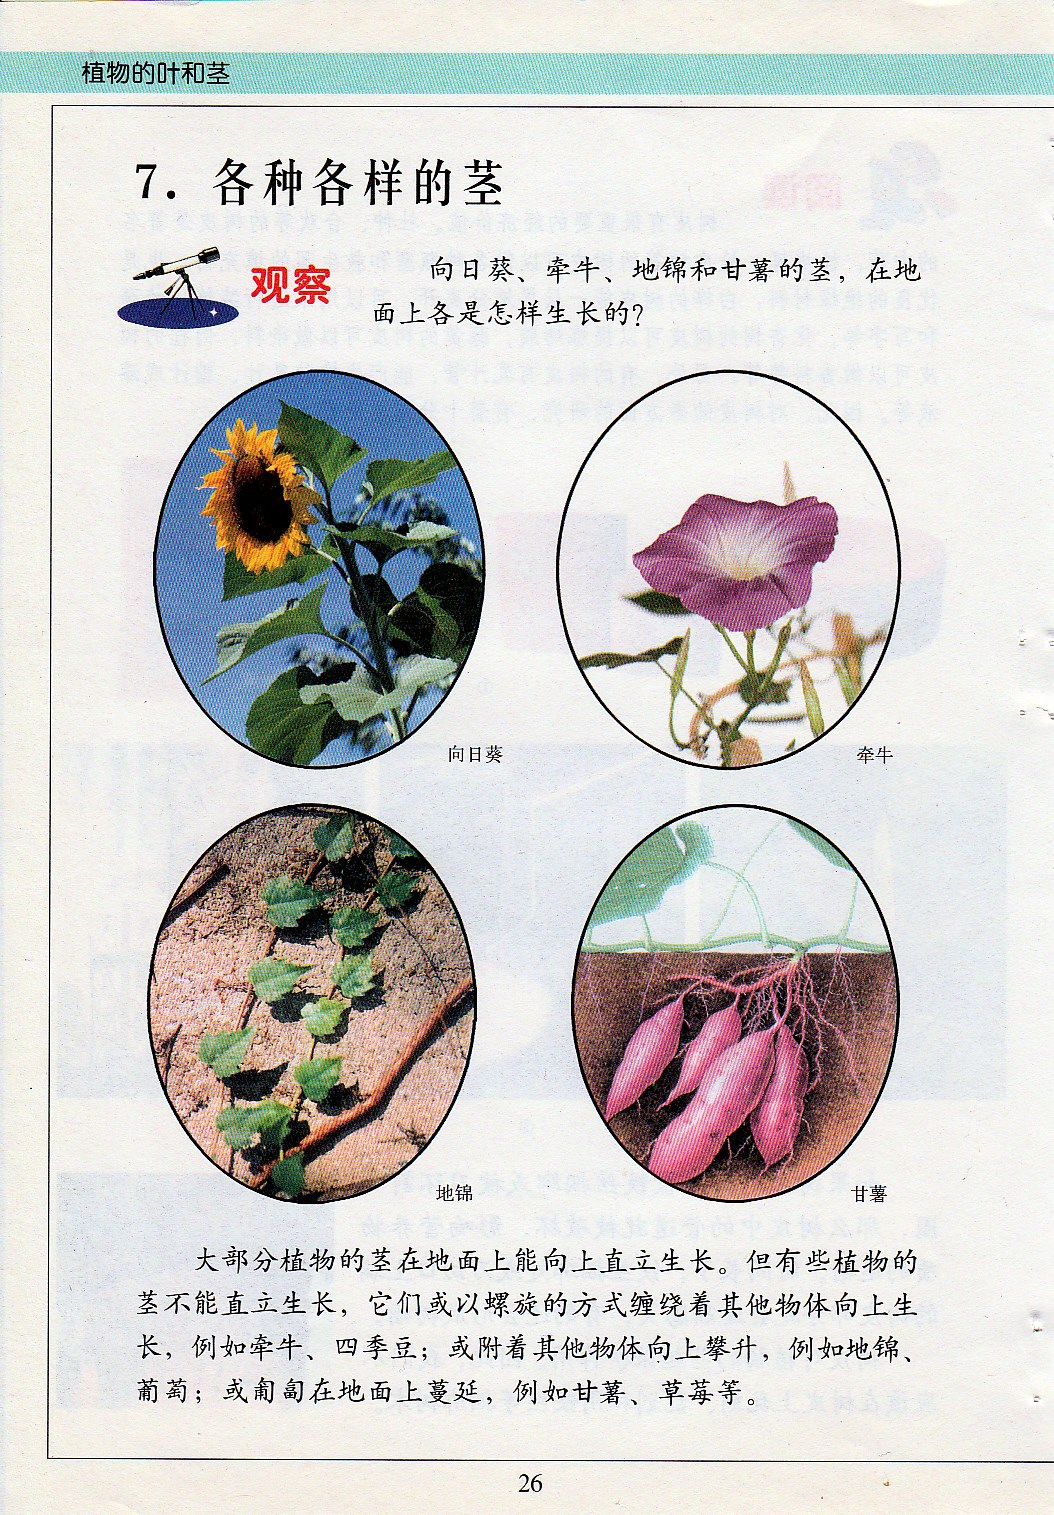 植物的叶和茎
7. 各种各样的茎
观察
向日葵、牵牛、地锦和甘薯的茎，在地
面上各是怎样生长的？
向日葵
牵牛
地锦
甘薯
大部分植物的茎在地面上能向上直立生长。但有些植物的
茎不能直立生长，它们或以螺旋的方式缠绕着其他物体向上生
长，例如牵牛、四季豆；或附着其他物体向上攀升，例如地锦、
葡萄；或匍匐在地面上蔓延，例如甘薯、草莓等。
26